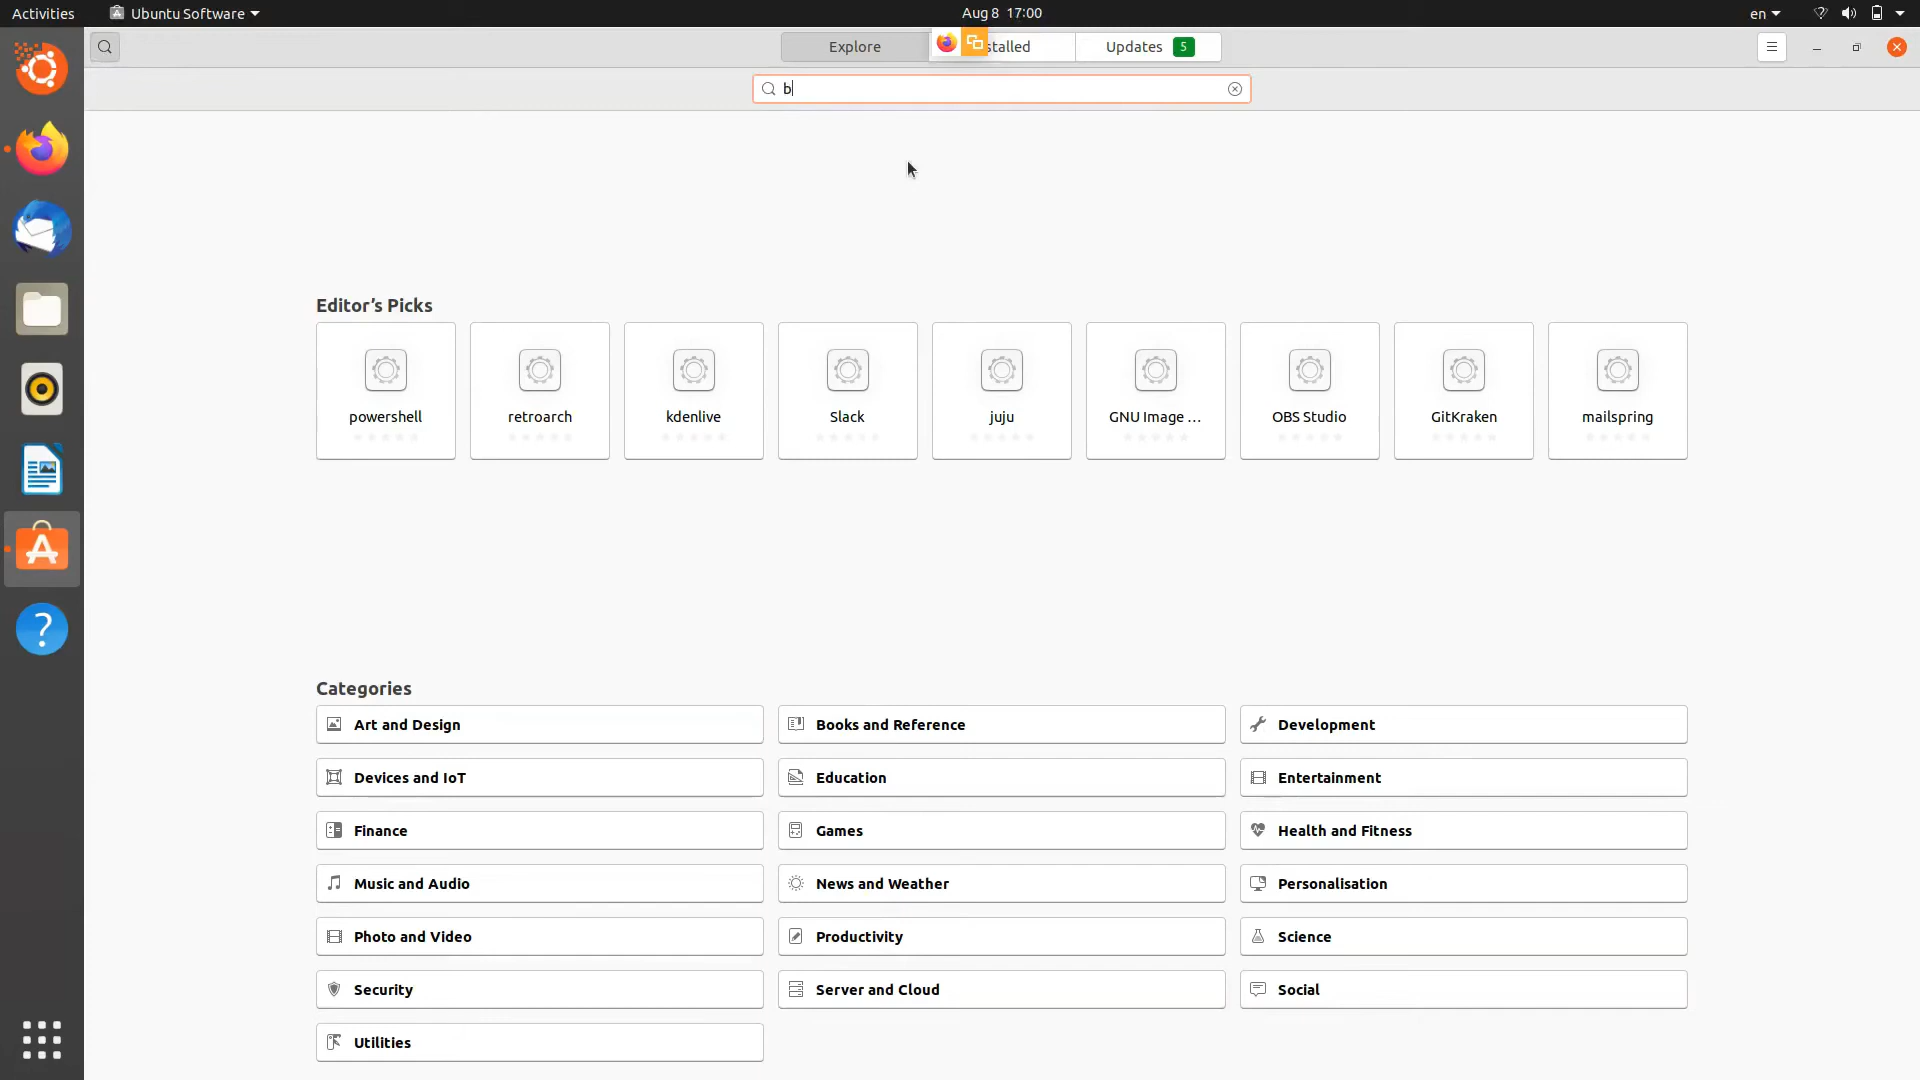 Activities Ubuntu Software Aug 8 17:00 en
Explore stalled Updates 5
b
Editor’s Picks
powershell retroarch kdenlive Slack juju GNU Image … OBS Studio GitKraken mailspring
Categories
Art and Design Books and Reference Development
Devices and IoT Education Entertainment
Finance Games Health and Fitness
Music and Audio News and Weather Personalisation
Photo and Video Productivity Science
Security Server and Cloud Social
Utilities